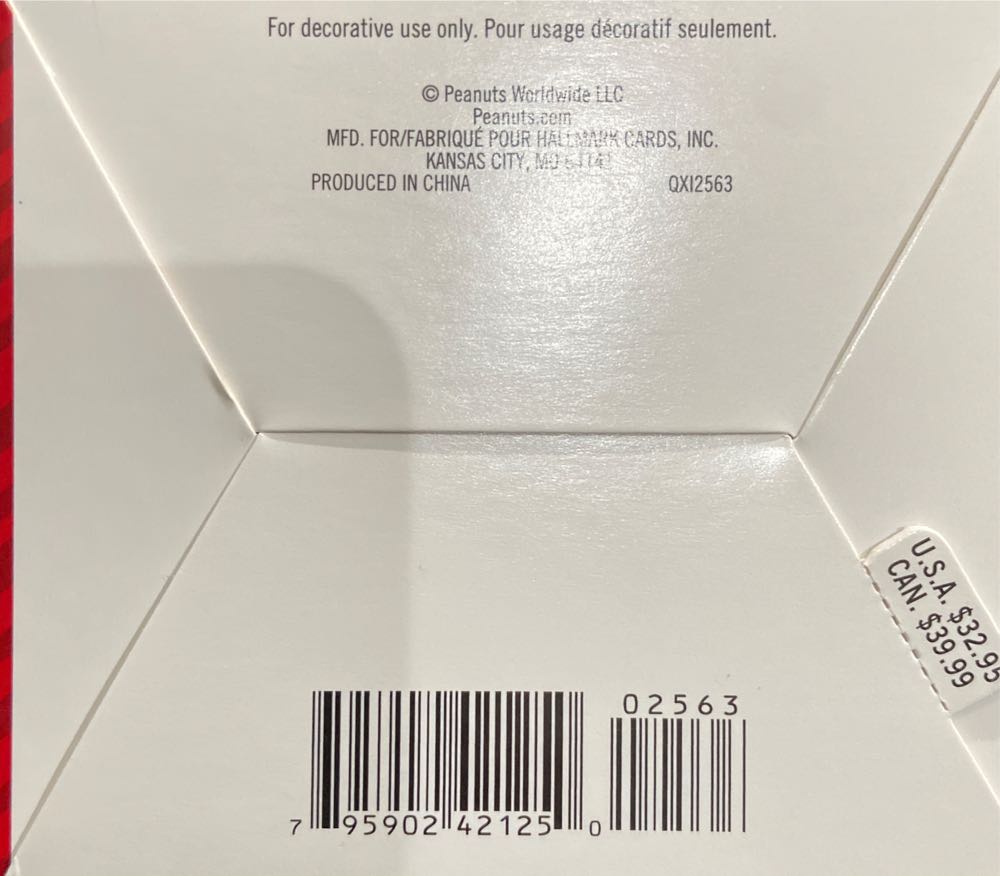 For decorative use only. Pour usage décoratif seulement.
© Peanuts Worldwide LLC
Peanuts.com
MFD. FOR/FABRIQUÉ POUR HALLMARK CARDS, INC.
KANSAS CITY, MO 64141
PRODUCED IN CHINA QXI2563
U.S.A. $32.95
CAN. $39.99
02563
7 95902 42125 0